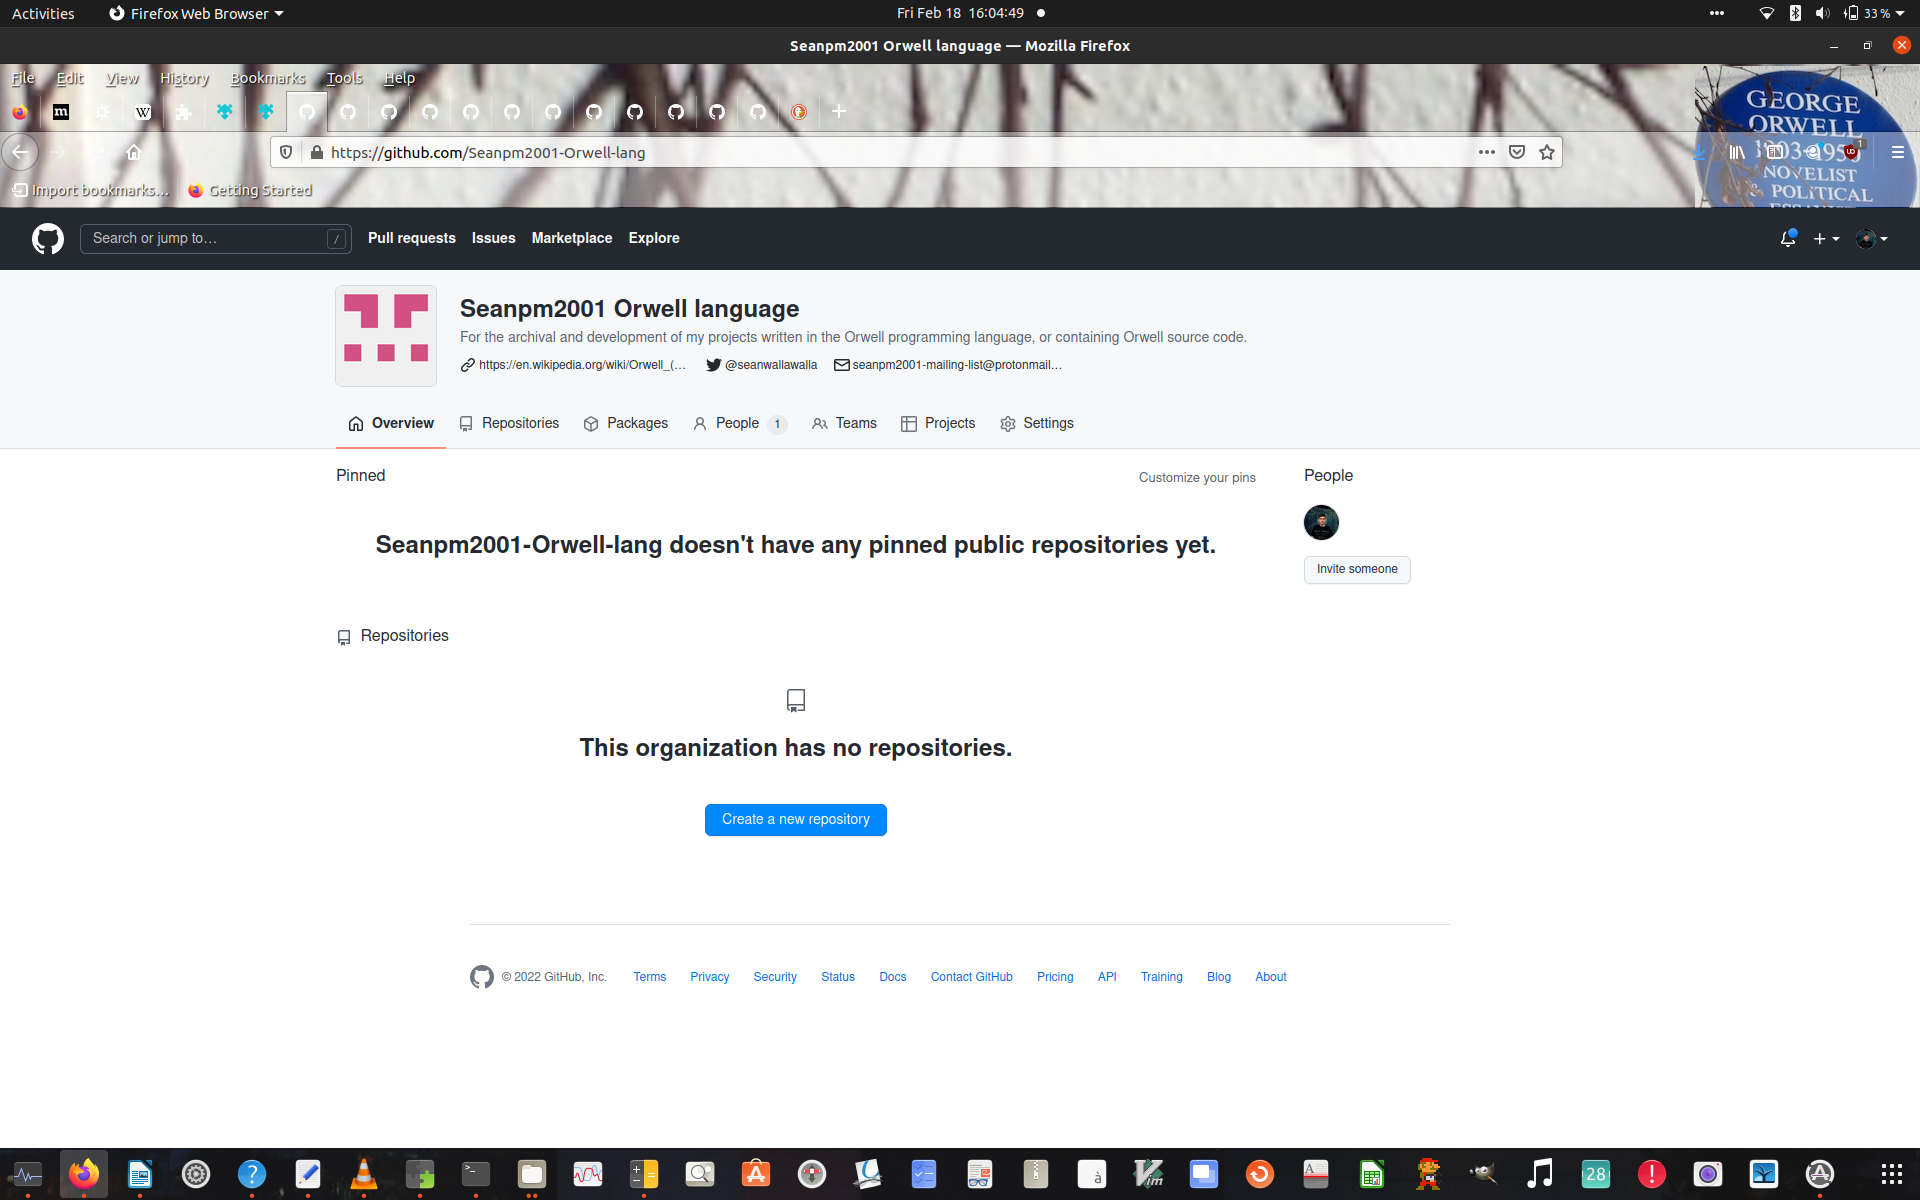 Activities Firefox Web Browser Fri Feb 18 16:04:49 33 %
Seanpm2001 Orwell language — Mozilla Firefox
File Edit View History Bookmarks Tools Help
GEORGE
ORWELL
NOVELIST
& POLITICAL
https://github.com/Seanpm2001-Orwell-lang
Import bookmarks... Getting Started
Search or jump to… / Pull requests Issues Marketplace Explore
Seanpm2001 Orwell language
For the archival and development of my projects written in the Orwell programming language, or containing Orwell source code.
https://en.wikipedia.org/wiki/Orwell_(… @seanwallawalla seanpm2001-mailing-list@protonmail…
Overview Repositories Packages People 1 Teams Projects Settings
Pinned Customize your pins People
Seanpm2001-Orwell-lang doesn't have any pinned public repositories yet.
Invite someone
Repositories
This organization has no repositories.
Create a new repository
© 2022 GitHub, Inc. Terms Privacy Security Status Docs Contact GitHub Pricing API Training Blog About
28